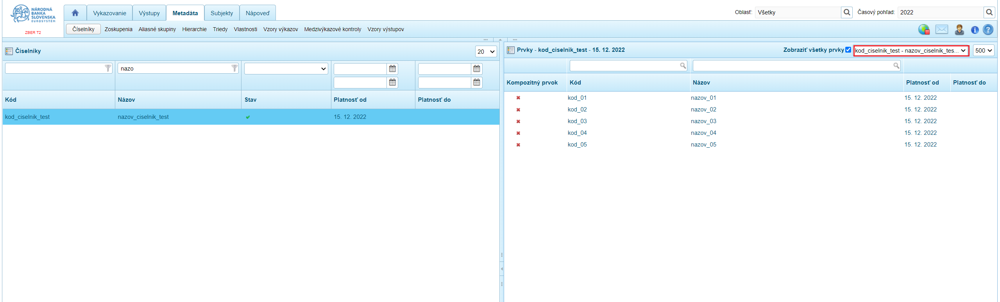 NÁRODNÁ
BANKA
SLOVENSKA
EUROSYSTÉM
ZBER T2
Vykazovanie Výstupy Metadáta Subjekty Nápoveď
Oblasť: Všetky Časový pohľad: 2022
Číselníky Zoskupenia Aliasné skupiny Hierarchie Triedy Vlastnosti Vzory výkazov Medzivýkazové kontroly Vzory výstupov
Číselníky 20
nazo
Kód Názov Stav Platnosť od Platnosť do
kod_ciselnik_test nazov_ciselnik_test 15. 12. 2022
Prvky - kod_ciselnik_test - 15. 12. 2022 Zobraziť všetky prvky kod_ciselnik_test - nazov_ciselnik_tes... 500
Kompozitný prvok Kód Názov Platnosť od Platnosť do
kod_01 nazov_01 15. 12. 2022
kod_02 nazov_02 15. 12. 2022
kod_03 nazov_03 15. 12. 2022
kod_04 nazov_04 15. 12. 2022
kod_05 nazov_05 15. 12. 2022